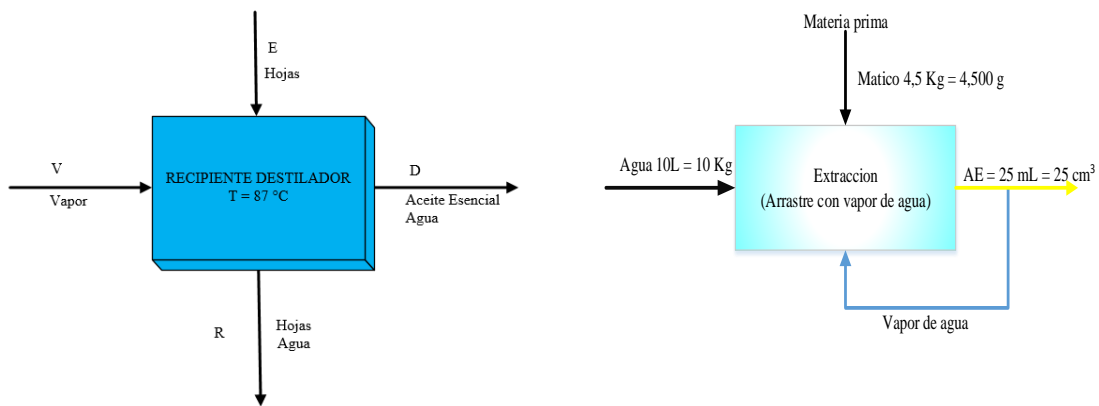 E
Hojas
V
Vapor
RECIPIENTE DESTILADOR
T = 87 °C
D
Aceite Esencial
Agua
R
Hojas
Agua
Materia prima
Matico 4,5 Kg = 4,500 g
Agua 10L = 10 Kg
Extraccion
(Arrastre con vapor de agua)
AE = 25 mL = 25 cm³
Vapor de agua